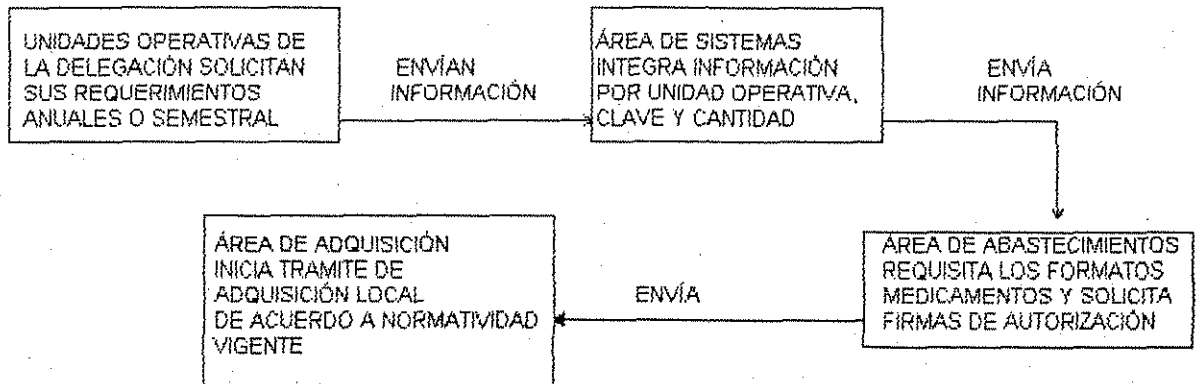 UNIDADES OPERATIVAS DE
LA DELEGACIÓN SOLICITAN
SUS REQUERIMIENTOS
ANUALES O SEMESTRAL
ENVÍAN
INFORMACIÓN
ÁREA DE SISTEMAS
INTEGRA INFORMACIÓN
POR UNIDAD OPERATIVA,
CLAVE Y CANTIDAD
ENVÍA
INFORMACIÓN
ÁREA DE ABASTECIMIENTOS
REQUISITA LOS FORMATOS
MEDICAMENTOS Y SOLICITA
FIRMAS DE AUTORIZACIÓN
ENVÍA
ÁREA DE ADQUISICIÓN
INICIA TRAMITE DE
ADQUISICIÓN LOCAL
DE ACUERDO A NORMATIVIDAD
VIGENTE